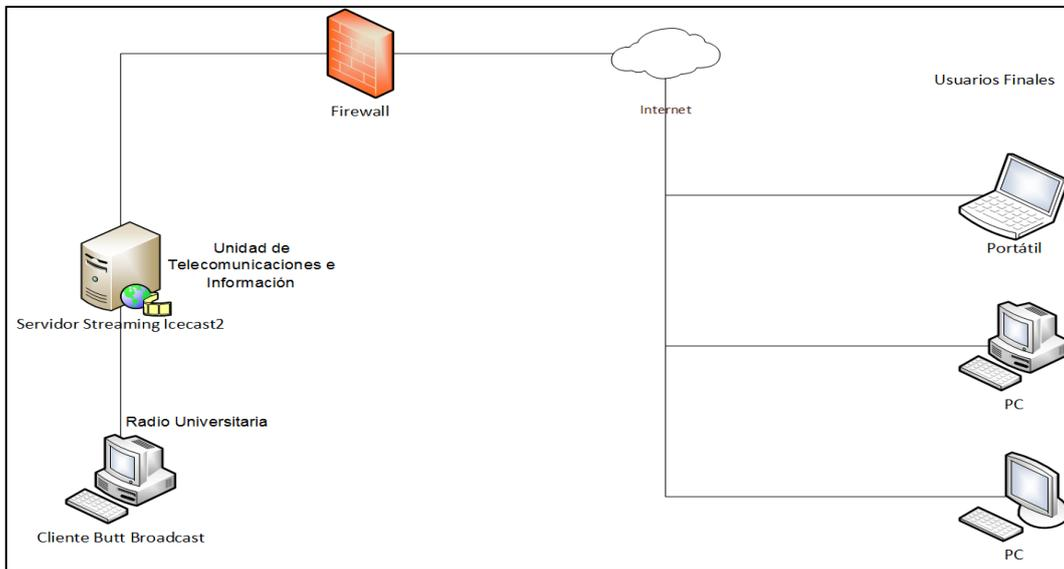 Firewall
Internet
Usuarios Finales
Portátil
Unidad de
Telecomunicaciones e
Información
Servidor Streaming Icecast2
PC
Radio Universitaria
Cliente Butt Broadcast
PC